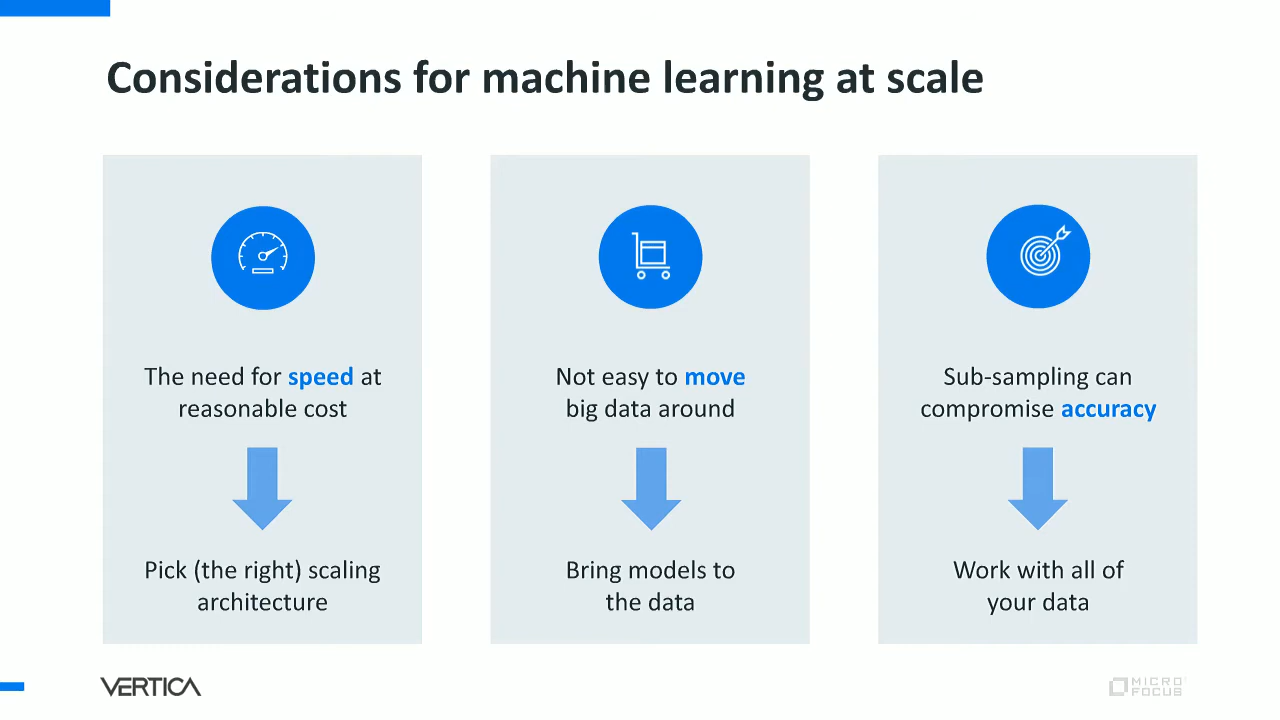 Considerations for machine learning at scale
The need for speed at
reasonable cost
Pick (the right) scaling
architecture
Not easy to move
big data around
Bring models to
the data
Sub-sampling can
compromise accuracy
Work with all of
your data
VERTICA
MICRO
FOCUS